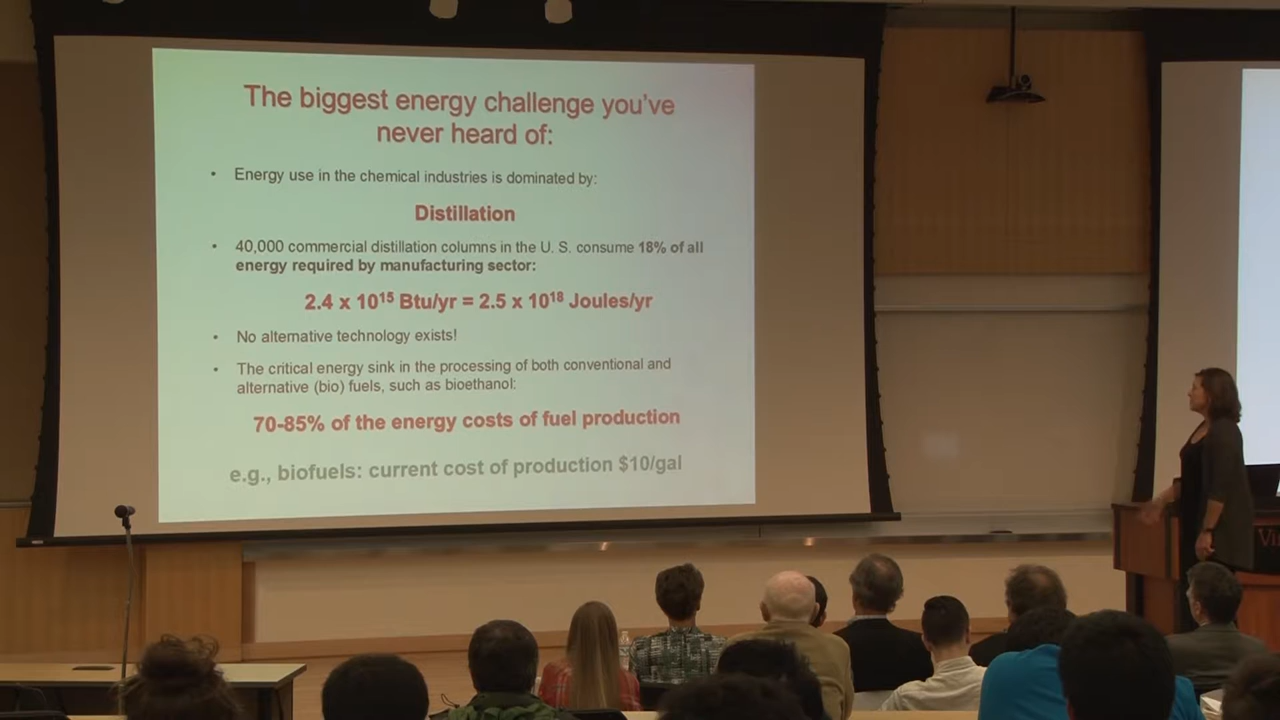 The biggest energy challenge you've
never heard of:
• Energy use in the chemical industries is dominated by:
Distillation
• 40,000 commercial distillation columns in the U. S. consume 18% of all
energy required by manufacturing sector:
2.4 x 10¹⁵ Btu/yr = 2.5 x 10¹⁸ Joules/yr
• No alternative technology exists!
• The critical energy sink in the processing of both conventional and
alternative (bio) fuels, such as bioethanol:
70-85% of the energy costs of fuel production
e.g., biofuels: current cost of production $10/gal